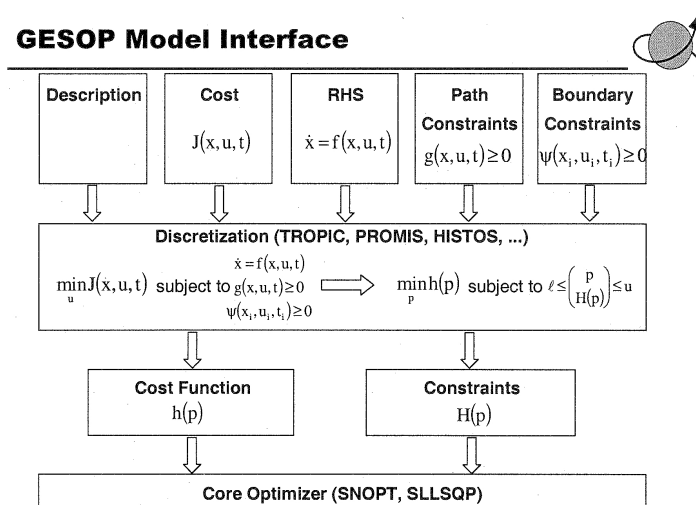 GESOP Model Interface
Description
Cost
J(x,u,t)
RHS
ẋ=f(x,u,t)
Path
Constraints
g(x,u,t)≥0
Boundary
Constraints
ψ(xᵢ,uᵢ,tᵢ)≥0
Discretization (TROPIC, PROMIS, HISTOS, ...)
min J(x,u,t) subject to
u
ẋ=f(x,u,t)
g(x,u,t)≥0
ψ(xᵢ,uᵢ,tᵢ)≥0
min h(p) subject to ℓ≤(p H(p))≤u
p
Cost Function
h(p)
Constraints
H(p)
Core Optimizer (SNOPT, SLLSQP)